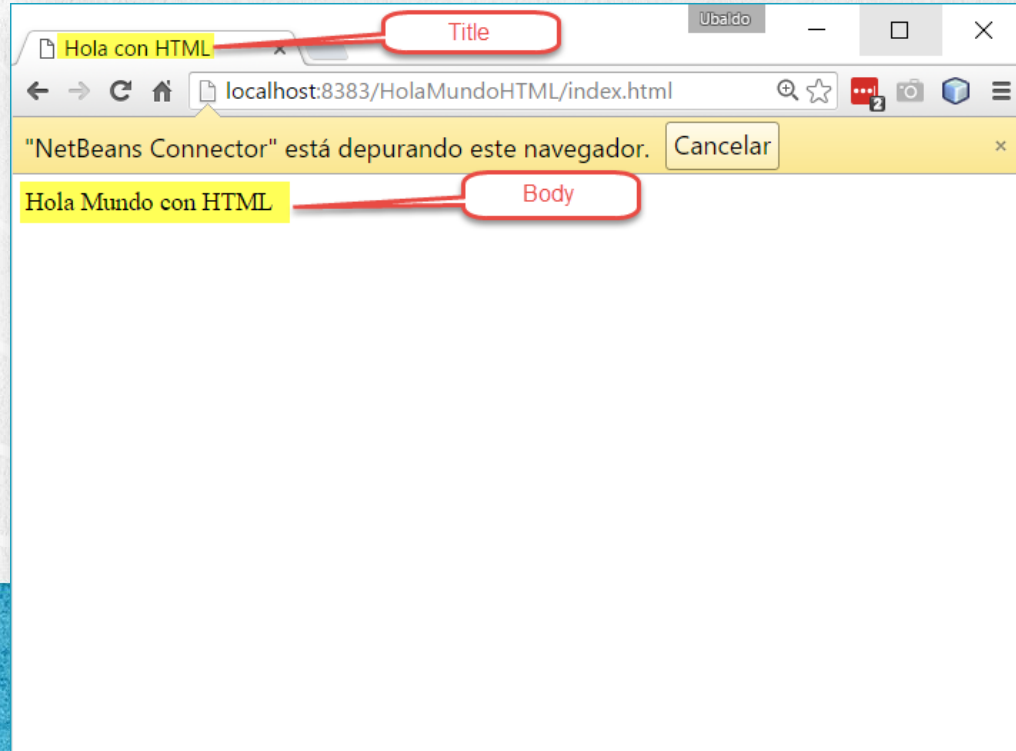 Ubaldo
Hola con HTML
Title
localhost:8383/HolaMundoHTML/index.html
2
"NetBeans Connector" está depurando este navegador. Cancelar
Hola Mundo con HTML
Body